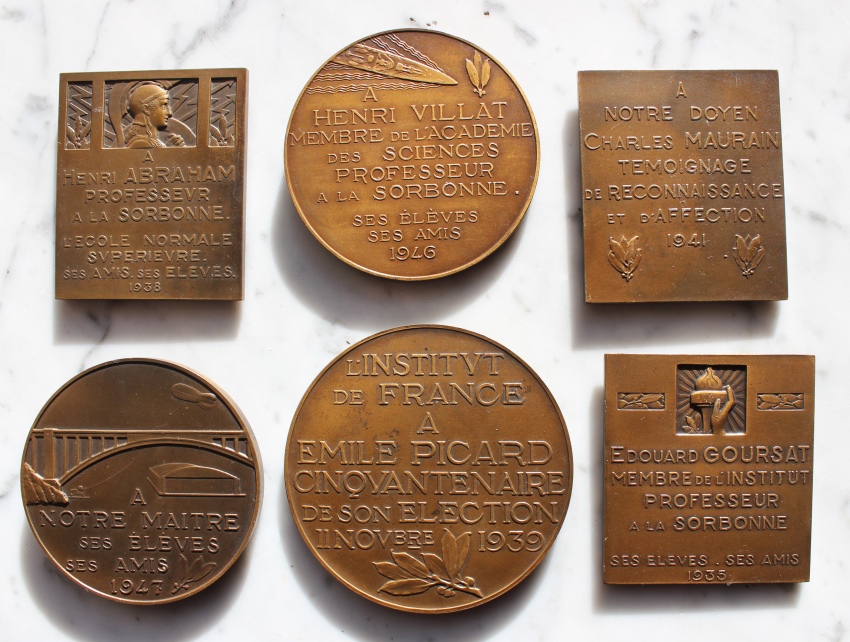 A
HENRI ABRAHAM
PROFESSEVR
A LA SORBONNE.
L'ECOLE NORMALE
SVPERIEVRE.
SES AMIS. SES ELEVES.
1938
A
HENRI VILLAT
MEMBRE DE L'ACADEMIE
DES SCIENCES
PROFESSEUR
A LA SORBONNE.
SES ÉLÈVES
SES AMIS
1946
A
NOTRE DOYEN
CHARLES MAURAIN
TEMOIGNAGE
DE RECONNAISSANCE
ET D'AFFECTION
1941
A
NOTRE MAITRE
SES ÉLÈVES
SES AMIS
1947
L'INSTITVT
DE FRANCE
A
EMILE PICARD
CINQVANTENAIRE
DE SON ELECTION
11 NOVBRE 1939
EDOUARD GOURSAT
MEMBRE DE L'INSTITUT
PROFESSEUR
A LA SORBONNE
SES ELEVES. SES AMIS
1935